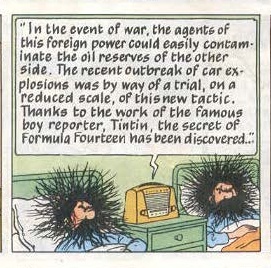 "In the event of war, the agents of
this foreign power could easily contam-
inate the oil reserves of the other
side. The recent outbreak of car ex-
plosions was by way of a trial, on a
reduced scale, of this new tactic.
Thanks to the work of the famous
boy reporter, Tintin, the secret of
Formula Fourteen has been discovered..."